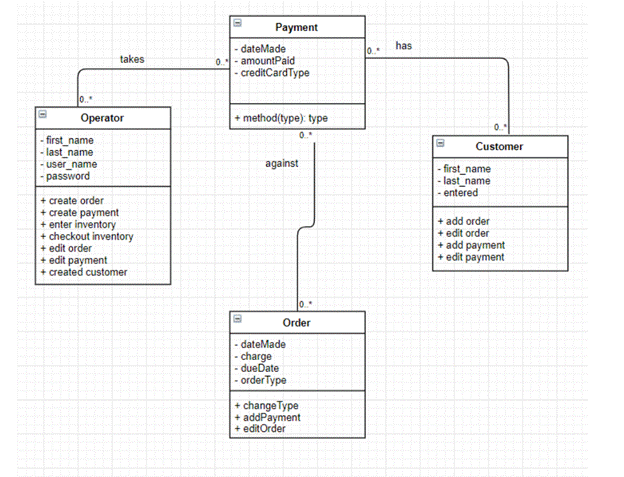 Payment
- dateMade
- amountPaid
- creditCardType
+ method(type): type
takes
0..*
0..*
has
0..*
0..*
Operator
- first_name
- last_name
- user_name
- password
+ create order
+ create payment
+ enter inventory
+ checkout inventory
+ edit order
+ edit payment
+ created customer
0..*
against
0..*
Customer
- first_name
- last_name
- entered
+ add order
+ edit order
+ add payment
+ edit payment
Order
- dateMade
- charge
- dueDate
- orderType
+ changeType
+ addPayment
+ editOrder